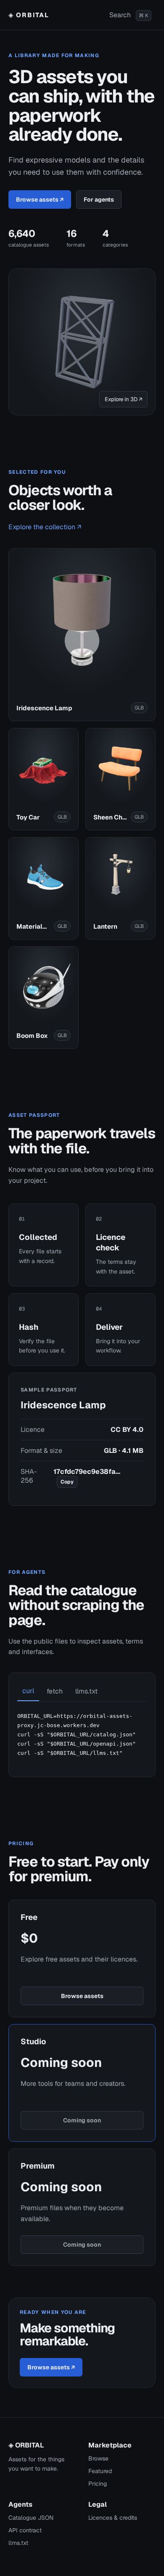 ◈ ORBITAL
Search ⌘ K
A LIBRARY MADE FOR MAKING
3D assets you
can ship, with the
paperwork
already done.
Find expressive models and the details
you need to use them with confidence.
Browse assets ↗ For agents
6,640 16 4
catalogue assets formats categories
Explore in 3D ↗
SELECTED FOR YOU
Objects worth a
closer look.
Explore the collection ↗
Iridescence Lamp GLB
Toy Car GLB
Sheen Ch… GLB
Material… GLB
Lantern GLB
Boom Box GLB
ASSET PASSPORT
The paperwork travels
with the file.
Know what you can use, before you bring it into
your project.
01
Collected
Every file starts
with a record.
02
Licence
check
The terms stay
with the asset.
03
Hash
Verify the file
before you use it.
04
Deliver
Bring it into your
workflow.
SAMPLE PASSPORT
Iridescence Lamp
Licence CC BY 4.0
Format & size GLB · 4.1 MB
SHA-256 17cfdc79ec9e38fa…
Copy
FOR AGENTS
Read the catalogue
without scraping the
page.
Use the public files to inspect assets, terms
and interfaces.
curl fetch llms.txt
ORBITAL_URL=https://orbital-assets-
proxy.jc-bose.workers.dev
curl -sS "$ORBITAL_URL/catalog.json"
curl -sS "$ORBITAL_URL/openapi.json"
curl -sS "$ORBITAL_URL/llms.txt"
PRICING
Free to start. Pay only
for premium.
Free
$0
Explore free assets and their licences.
Browse assets
Studio
Coming soon
More tools for teams and creators.
Coming soon
Premium
Coming soon
Premium files when they become
available.
Coming soon
READY WHEN YOU ARE
Make something
remarkable.
Browse assets ↗
◈ ORBITAL
Assets for the things
you want to make.
Marketplace
Browse
Featured
Pricing
Agents
Catalogue JSON
API contract
llms.txt
Legal
Licences & credits